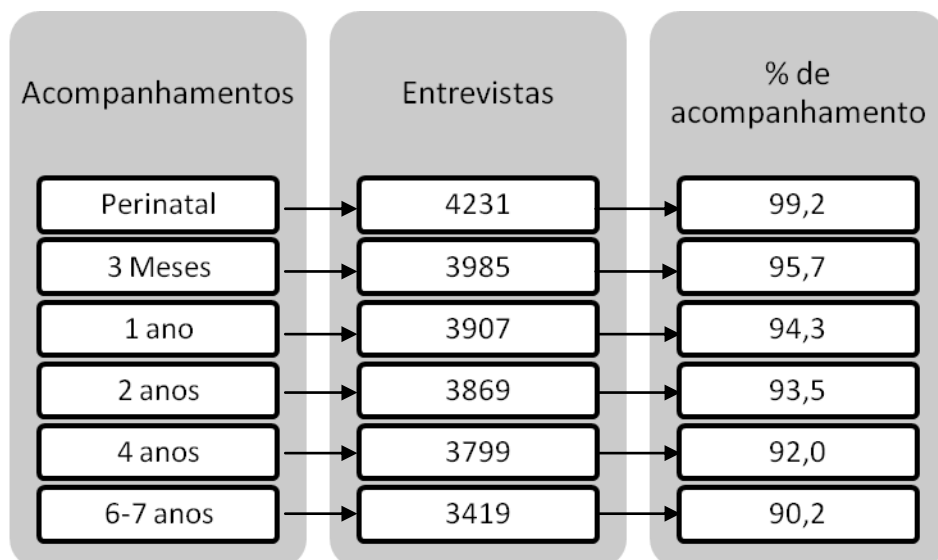 Acompanhamentos
Entrevistas
% de
acompanhamento
Perinatal 4231 99,2
3 Meses 3985 95,7
1 ano 3907 94,3
2 anos 3869 93,5
4 anos 3799 92,0
6-7 anos 3419 90,2